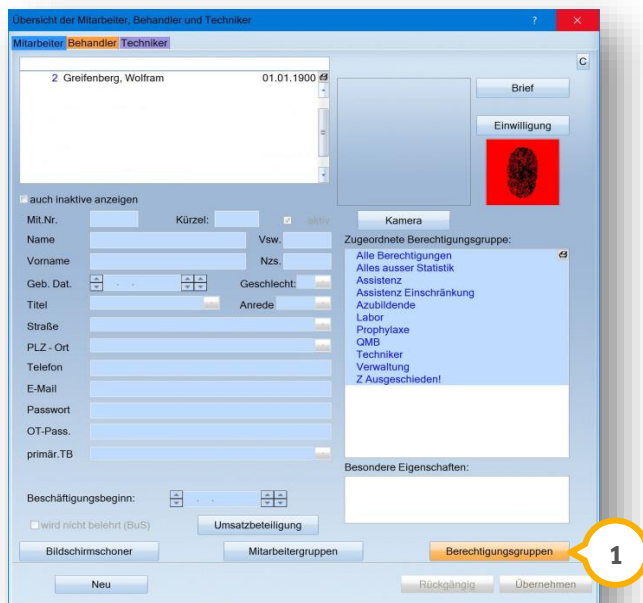 Übersicht der Mitarbeiter, Behandler und Techniker ?
Mitarbeiter Behandler Techniker
C
2 Greifenberg, Wolfram 01.01.1900
Brief
Einwilligung
auch inaktive anzeigen
Mit.Nr. Kürzel: aktiv Kamera
Name Vsw. Zugeordnete Berechtigungsgruppe:
Vorname Nzs.
Geb. Dat. . . Geschlecht:
Titel Anrede
Straße
PLZ - Ort
Telefon
E-Mail
Passwort
OT-Pass.
primär.TB
Alle Berechtigungen
Alles ausser Statistik
Assistenz
Assistenz Einschränkung
Azubildende
Labor
Prophylaxe
QMB
Techniker
Verwaltung
Z Ausgeschieden!
Besondere Eigenschaften:
Beschäftigungsbeginn: . .
wird nicht belehrt (BuS) Umsatzbeteiligung
Bildschirmschoner Mitarbeitergruppen Berechtigungsgruppen 1
Neu Rückgängig Übernehmen